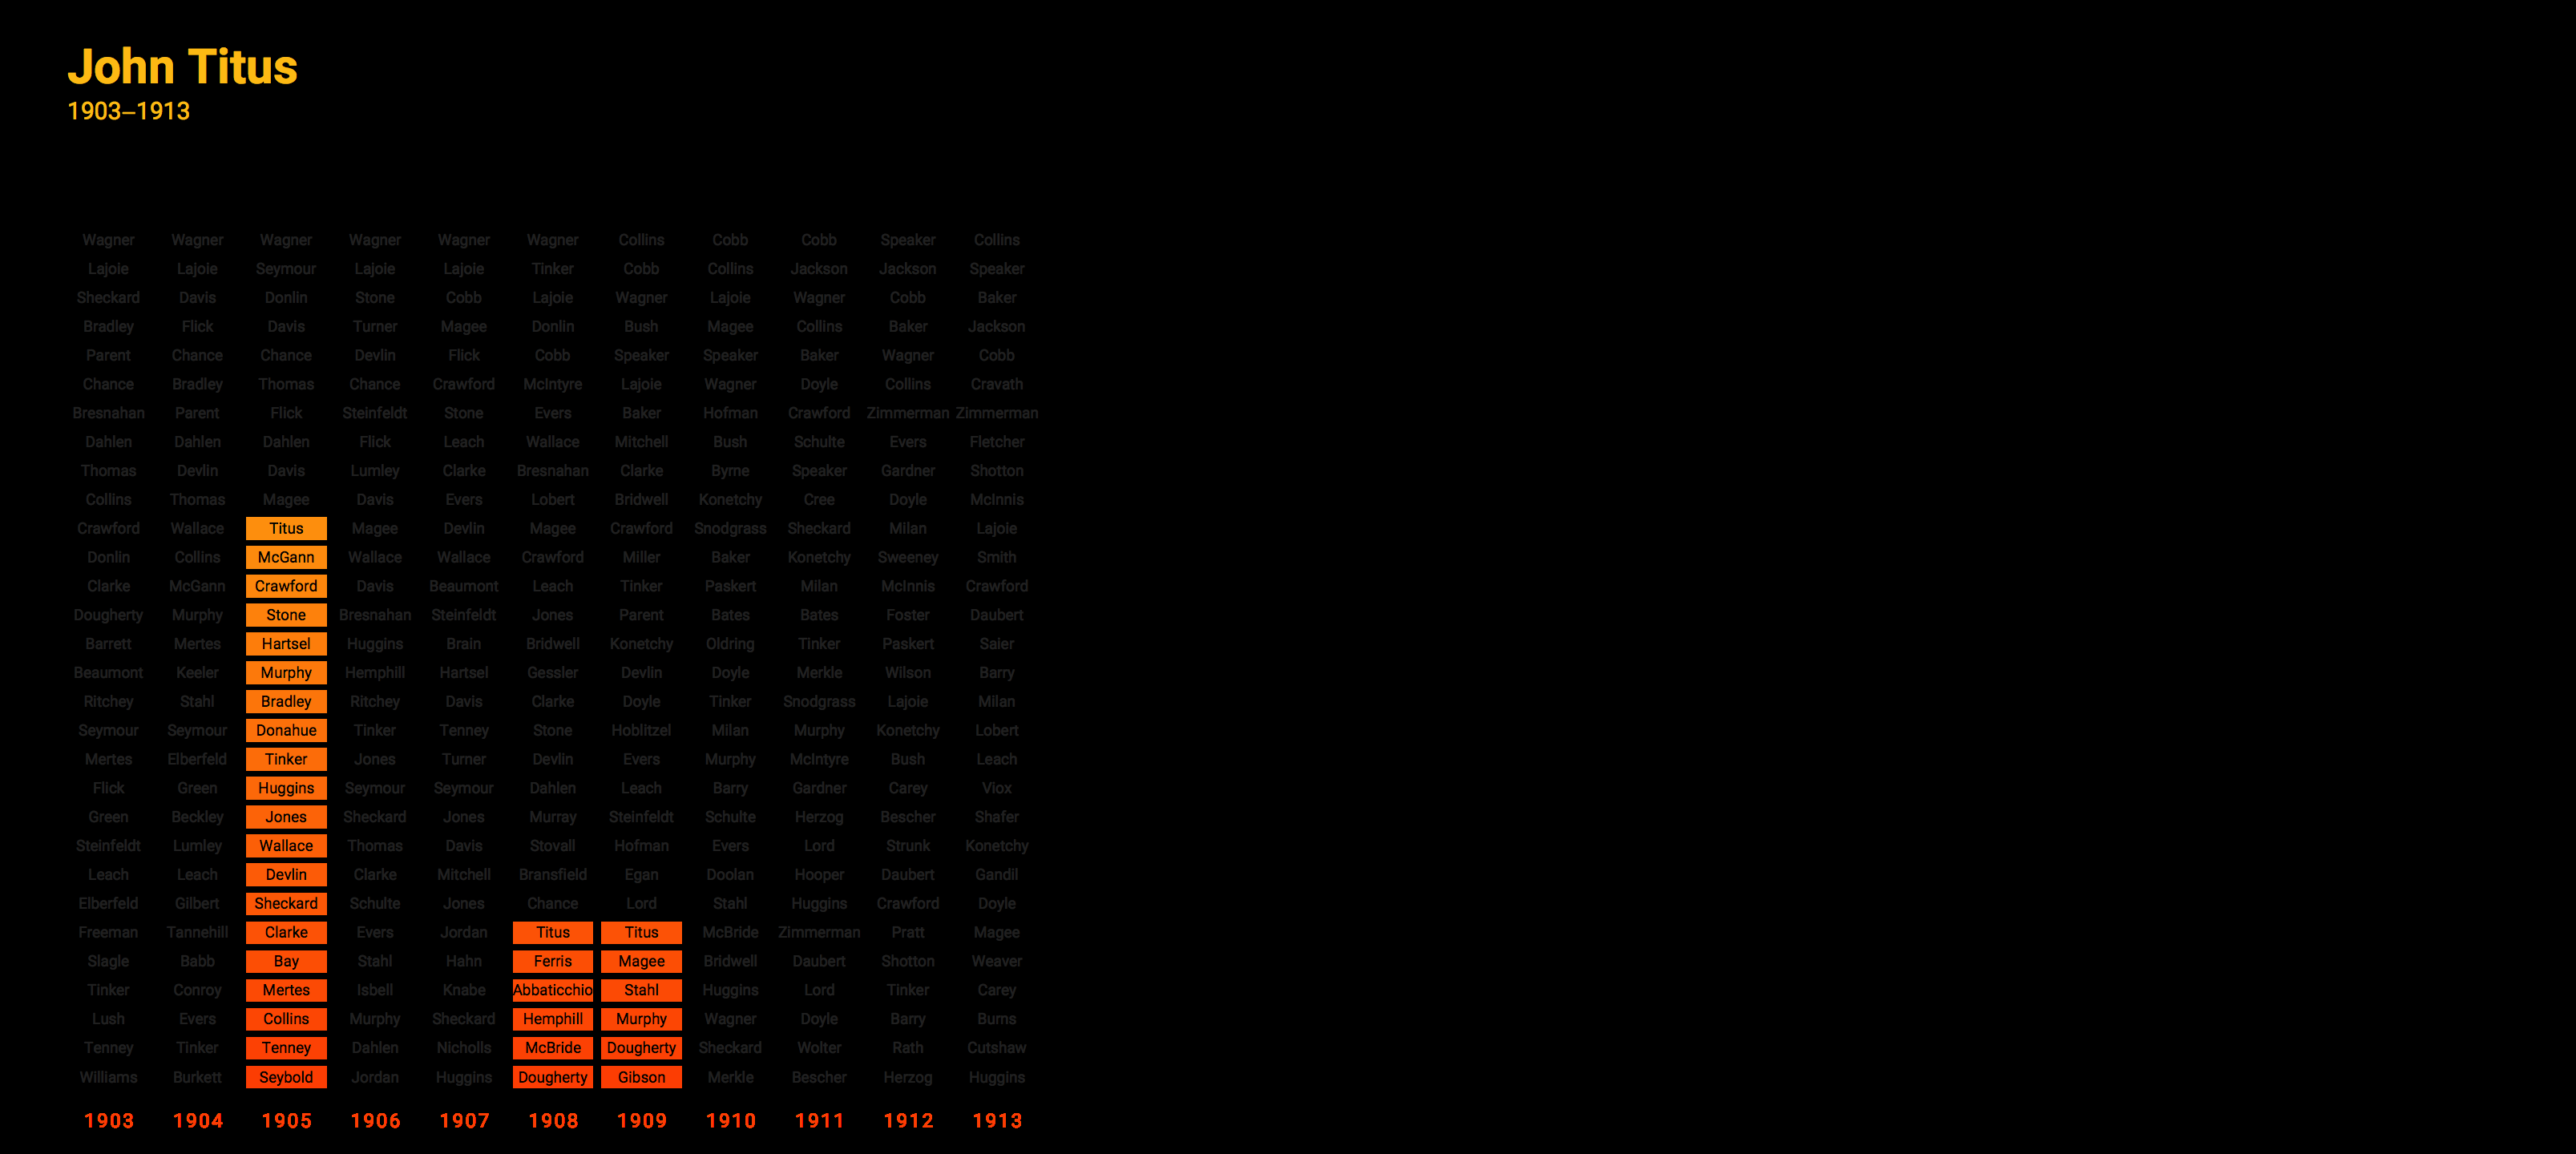 John Titus
1903–1913
Wagner Wagner Wagner Wagner Wagner Wagner Collins Cobb Cobb Speaker Collins
Lajoie Lajoie Seymour Lajoie Lajoie Tinker Cobb Collins Jackson Jackson Speaker
Sheckard Davis Donlin Stone Cobb Lajoie Wagner Lajoie Wagner Cobb Baker
Bradley Flick Davis Turner Magee Donlin Bush Magee Collins Baker Jackson
Parent Chance Chance Devlin Flick Cobb Speaker Speaker Baker Wagner Cobb
Chance Bradley Thomas Chance Crawford McIntyre Lajoie Wagner Doyle Collins Cravath
Bresnahan Parent Flick Steinfeldt Stone Evers Baker Hofman Crawford Zimmerman Zimmerman
Dahlen Dahlen Dahlen Flick Leach Wallace Mitchell Bush Schulte Evers Fletcher
Thomas Devlin Davis Lumley Clarke Bresnahan Clarke Byrne Speaker Gardner Shotton
Collins Thomas Magee Davis Evers Lobert Bridwell Konetchy Cree Doyle McInnis
Crawford Wallace Titus Magee Devlin Magee Crawford Snodgrass Sheckard Milan Lajoie
Donlin Collins McGann Wallace Wallace Crawford Miller Baker Konetchy Sweeney Smith
Clarke McGann Crawford Davis Beaumont Leach Tinker Paskert Milan McInnis Crawford
Dougherty Murphy Stone Bresnahan Steinfeldt Jones Parent Bates Bates Foster Daubert
Barrett Mertes Hartsel Huggins Brain Bridwell Konetchy Oldring Tinker Paskert Saier
Beaumont Keeler Murphy Hemphill Hartsel Gessler Devlin Doyle Merkle Wilson Barry
Ritchey Stahl Bradley Ritchey Davis Clarke Doyle Tinker Snodgrass Lajoie Milan
Seymour Seymour Donahue Tinker Tenney Stone Hoblitzel Milan Murphy Konetchy Lobert
Mertes Elberfeld Tinker Jones Turner Devlin Evers Murphy McIntyre Bush Leach
Flick Green Huggins Seymour Seymour Dahlen Leach Barry Gardner Carey Viox
Green Beckley Jones Sheckard Jones Murray Steinfeldt Schulte Herzog Bescher Shafer
Steinfeldt Lumley Wallace Thomas Davis Stovall Hofman Evers Lord Strunk Konetchy
Leach Leach Devlin Clarke Mitchell Bransfield Egan Doolan Hooper Daubert Gandil
Elberfeld Gilbert Sheckard Schulte Jones Chance Lord Stahl Huggins Crawford Doyle
Freeman Tannehill Clarke Evers Jordan Titus Titus McBride Zimmerman Pratt Magee
Slagle Babb Bay Stahl Hahn Ferris Magee Bridwell Daubert Shotton Weaver
Tinker Conroy Mertes Isbell Knabe Abbaticchio Stahl Huggins Lord Tinker Carey
Lush Evers Collins Murphy Sheckard Hemphill Murphy Wagner Doyle Barry Burns
Tenney Tinker Tenney Dahlen Nicholls McBride Dougherty Sheckard Wolter Rath Cutshaw
Williams Burkett Seybold Jordan Huggins Dougherty Gibson Merkle Bescher Herzog Huggins
1903 1904 1905 1906 1907 1908 1909 1910 1911 1912 1913